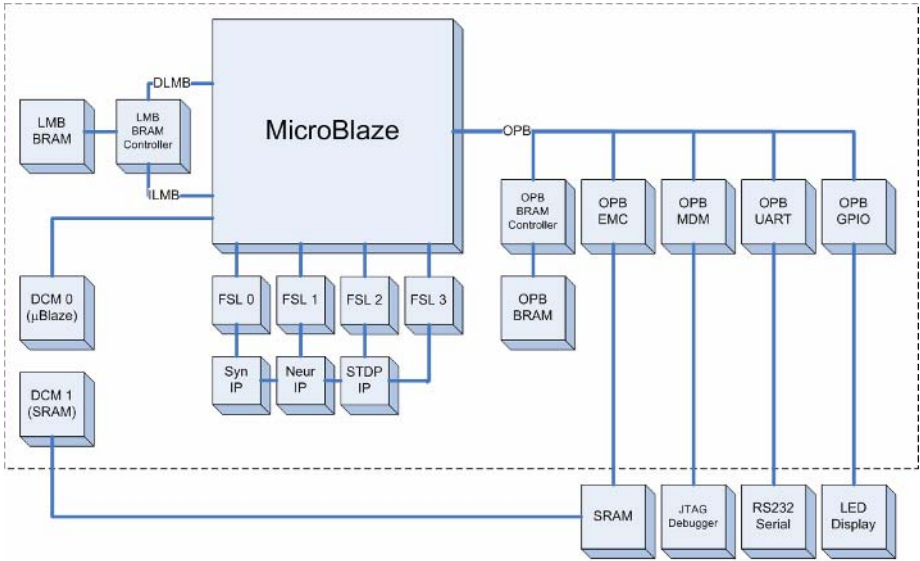 DLMB
LMB
BRAM
LMB
BRAM
Controller
ILMB
MicroBlaze
OPB
OPB
BRAM
Controller
OPB
EMC
OPB
MDM
OPB
UART
OPB
GPIO
DCM 0
(μBlaze)
FSL 0
FSL 1
FSL 2
FSL 3
OPB
BRAM
Syn
IP
Neur
IP
STDP
IP
DCM 1
(SRAM)
SRAM
JTAG
Debugger
RS232
Serial
LED
Display